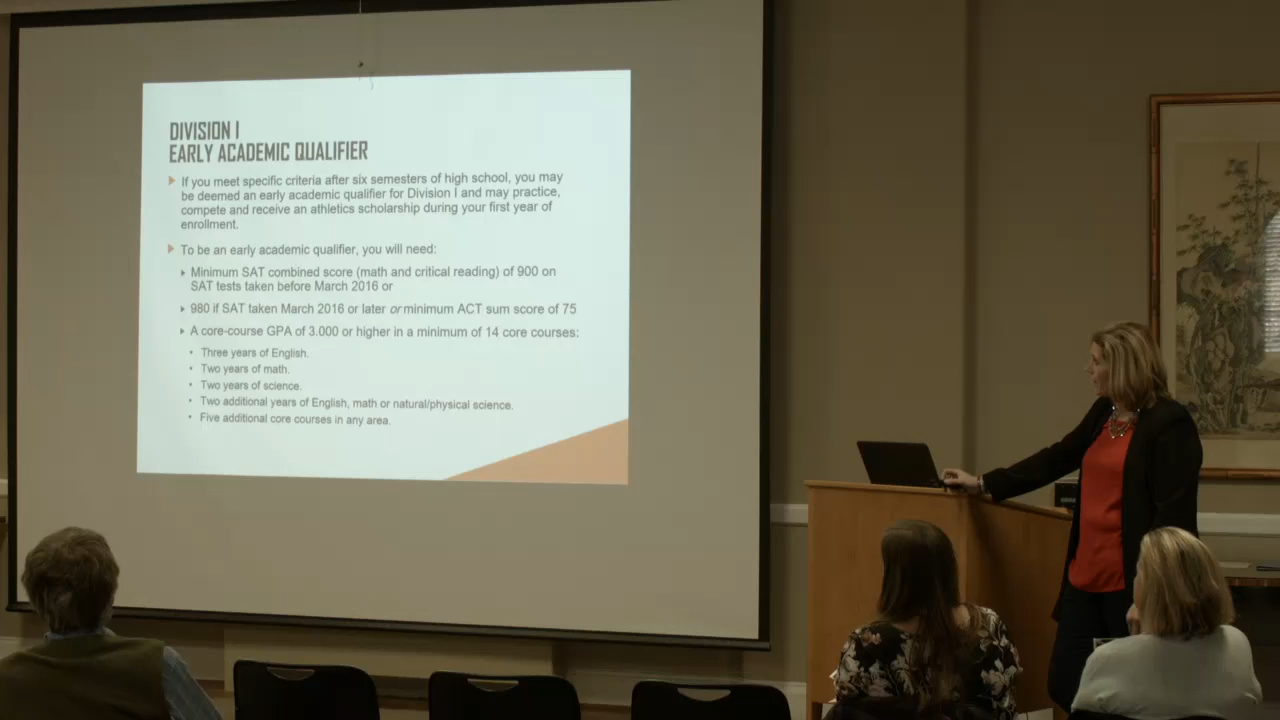 DIVISION I
EARLY ACADEMIC QUALIFIER
If you meet specific criteria after six semesters of high school, you may
be deemed an early academic qualifier for Division I and may practice,
compete and receive an athletics scholarship during your first year of
enrollment.
To be an early academic qualifier, you will need:
Minimum SAT combined score (math and critical reading) of 900 on
SAT tests taken before March 2016 or
980 if SAT taken March 2016 or later or minimum ACT sum score of 75
A core-course GPA of 3.000 or higher in a minimum of 14 core courses:
• Three years of English.
• Two years of math.
• Two years of science.
• Two additional years of English, math or natural/physical science.
• Five additional core courses in any area.